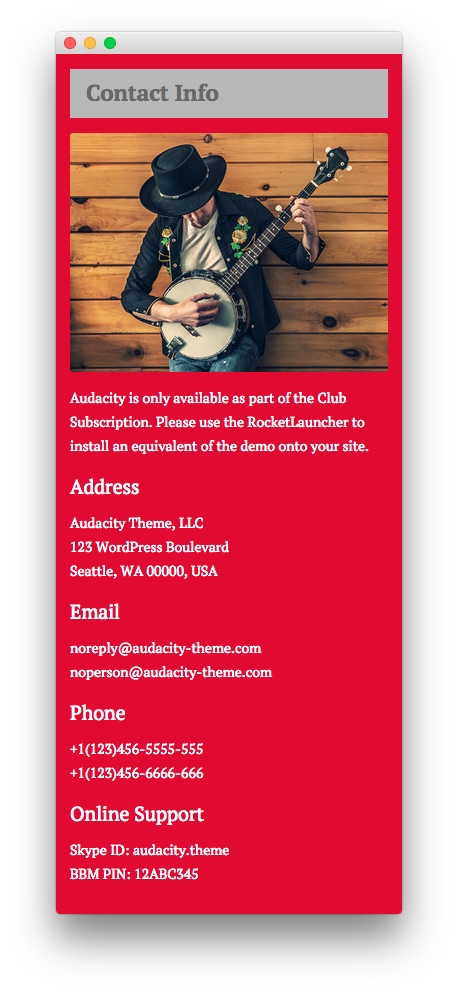 Contact Info
Audacity is only available as part of the Club
Subscription. Please use the RocketLauncher to
install an equivalent of the demo onto your site.
Address
Audacity Theme, LLC
123 WordPress Boulevard
Seattle, WA 00000, USA
Email
noreply@audacity-theme.com
noperson@audacity-theme.com
Phone
+1(123)456-5555-555
+1(123)456-6666-666
Online Support
Skype ID: audacity.theme
BBM PIN: 12ABC345